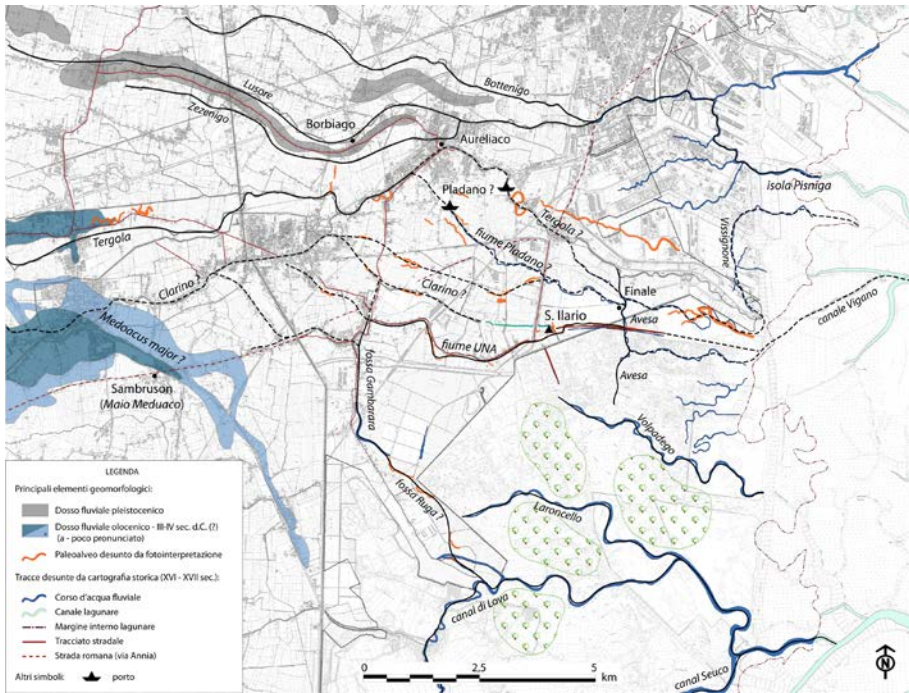 Bottenigo
Lusore
Zezenigo
Borbiago
Aureliaco
isola Pisniga
Pladano ?
Tergola ?
Vissignone
Tergola
fiume Pladano ?
Clarino
Clarino ?
Finale
canale Vigano
S. Ilario
Avesa
Medoacus major ?
fiume UNA
Avesa
fossa Gambarara
Sambruson
(Maio Meduaco)
Volpadego
fossa Ruga ?
Laroncello
canal di Lova
canal Seuco
LEGENDA
Principali elementi geomorfologici:
Dosso fluviale pleistocenico
Dosso fluviale olocenico - III-IV sec. d.C. (?)
(a - poco pronunciato)
Paleoalveo desunto da fotointerpretazione
Tracce desunte da cartografia storica (XVI - XVII sec.):
Corso d'acqua fluviale
Canale lagunare
Margine interno lagunare
Tracciato stradale
Strada romana (via Annia)
Altri simboli: porto
0 2.5 5
km
N